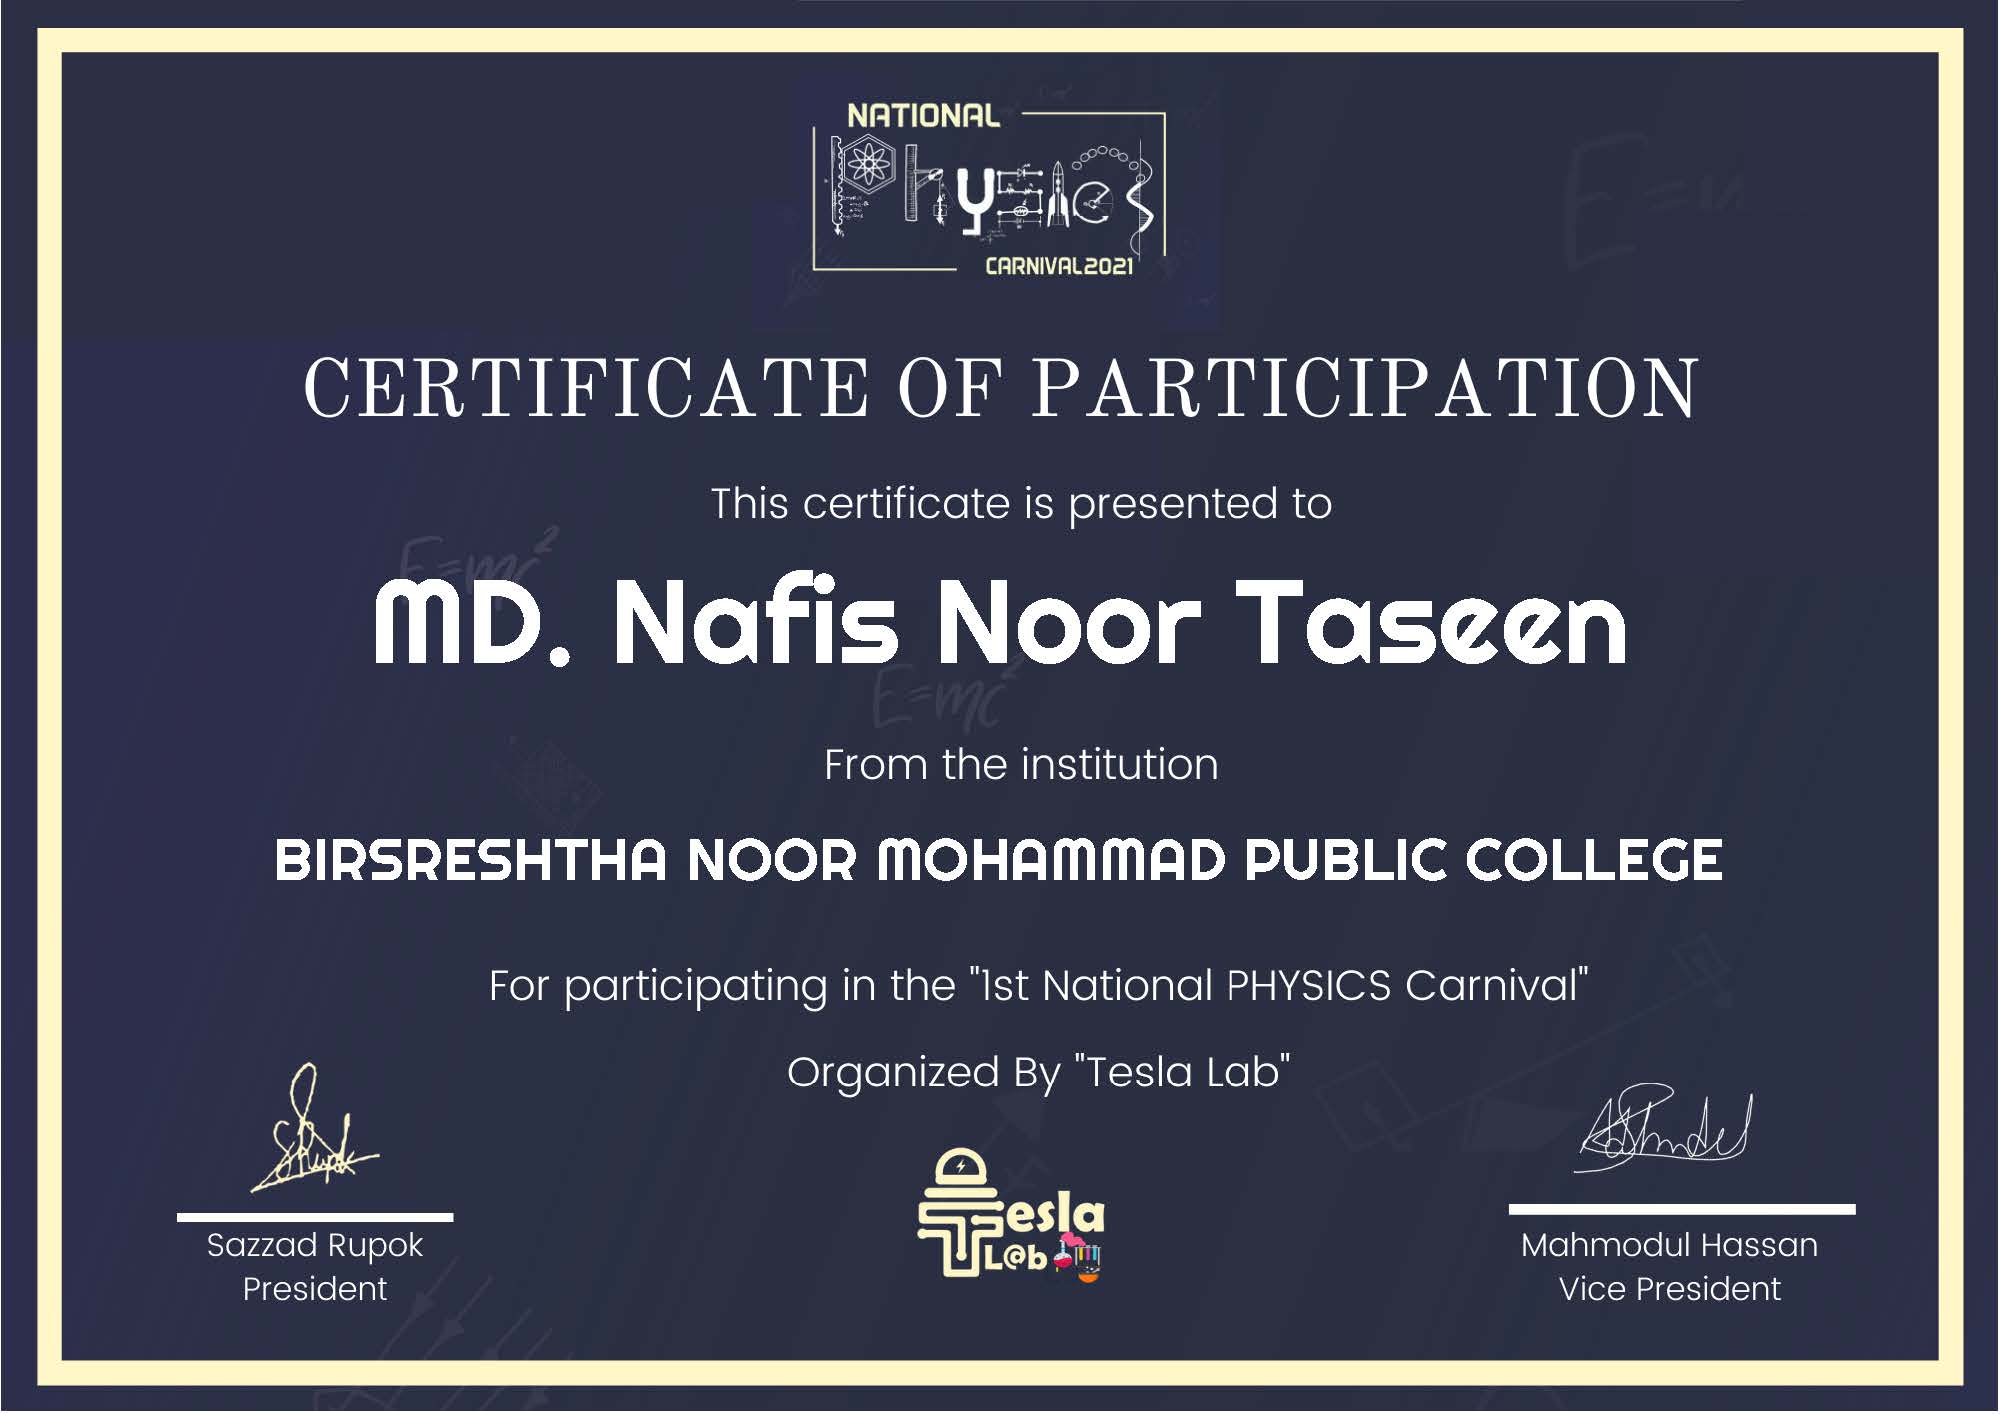 NATIONAL
Physics
CARNIVAL2021
CERTIFICATE OF PARTICIPATION
This certificate is presented to
E=mc²
MD. Nafis Noor Taseen
E=mc²
From the institution
BIRSRESHTHA NOOR MOHAMMAD PUBLIC COLLEGE
For participating in the "1st National PHYSICS Carnival"
Organized By "Tesla Lab"
Tesla
L@b
Sazzad Rupok
President
Mahmodul Hassan
Vice President